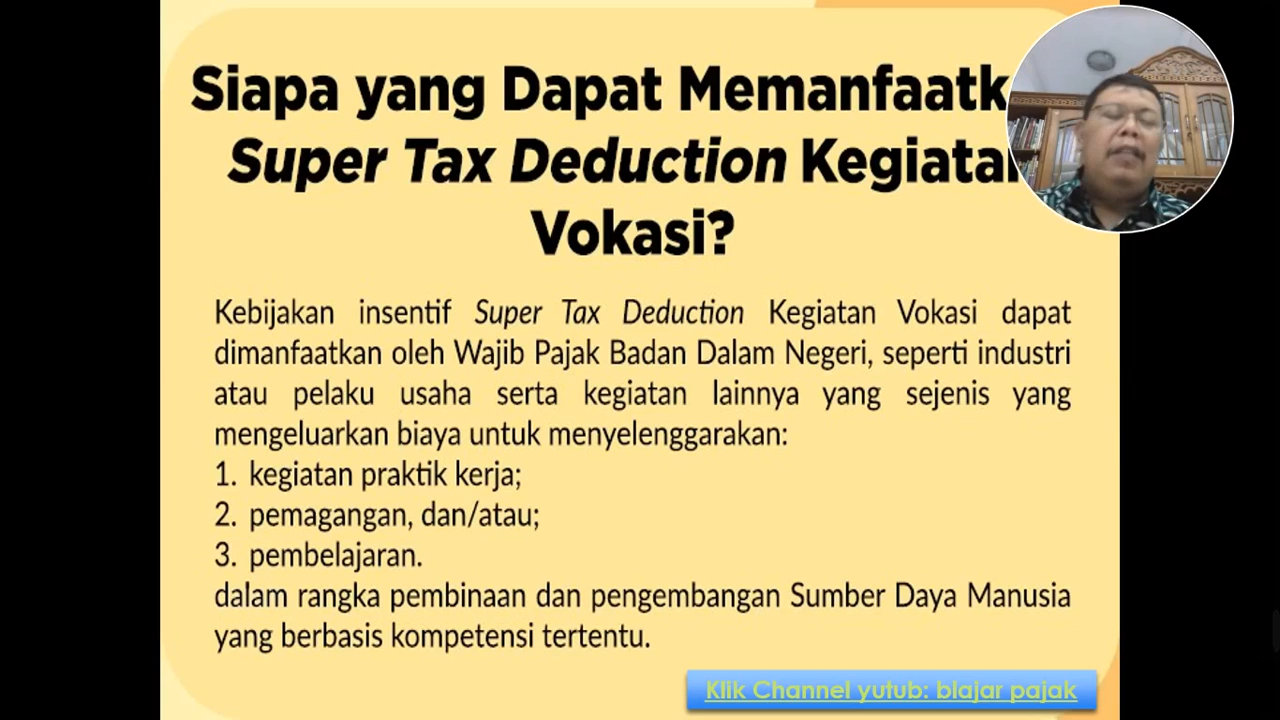 Siapa yang Dapat Memanfaatk
Super Tax Deduction Kegiatan
Vokasi?
Kebijakan insentif Super Tax Deduction Kegiatan Vokasi dapat
dimanfaatkan oleh Wajib Pajak Badan Dalam Negeri, seperti industri
atau pelaku usaha serta kegiatan lainnya yang sejenis yang
mengeluarkan biaya untuk menyelenggarakan:
1. kegiatan praktik kerja;
2. pemagangan, dan/atau;
3. pembelajaran.
dalam rangka pembinaan dan pengembangan Sumber Daya Manusia
yang berbasis kompetensi tertentu.
Klik Channel yutub: blajar pajak